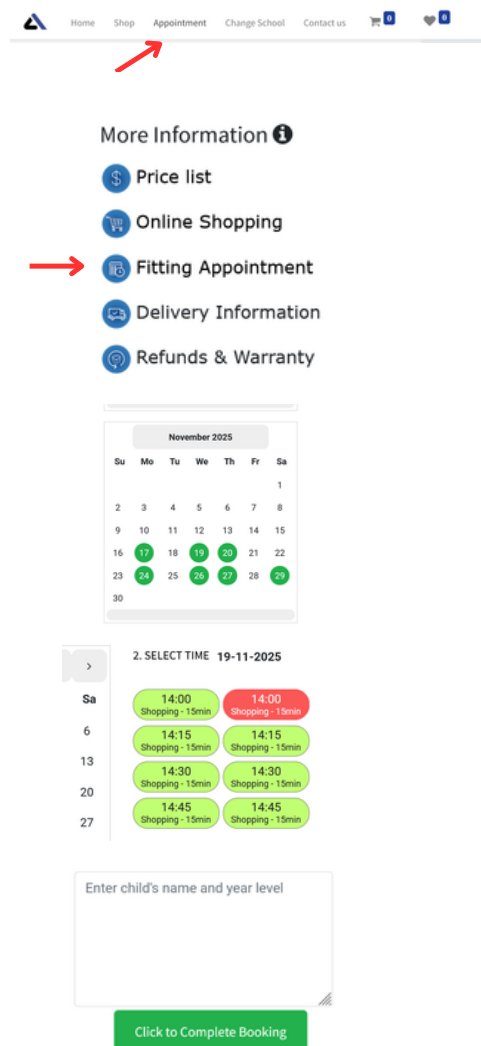 Home Shop Appointment Change School Contact us 0 0
More Information
Price list
Online Shopping
Fitting Appointment
Delivery Information
Refunds & Warranty
November 2025
Su Mo Tu We Th Fr Sa
1
2 3 4 5 6 7 8
9 10 11 12 13 14 15
16 17 18 19 20 21 22
23 24 25 26 27 28 29
30
2. SELECT TIME 19-11-2025
>
Sa
6
13
20
27
14:00 14:00
Shopping - 15min Shopping - 15min
14:15 14:15
Shopping - 15min Shopping - 15min
14:30 14:30
Shopping - 15min Shopping - 15min
14:45 14:45
Shopping - 15min Shopping - 15min
Enter child's name and year level
Click to Complete Booking